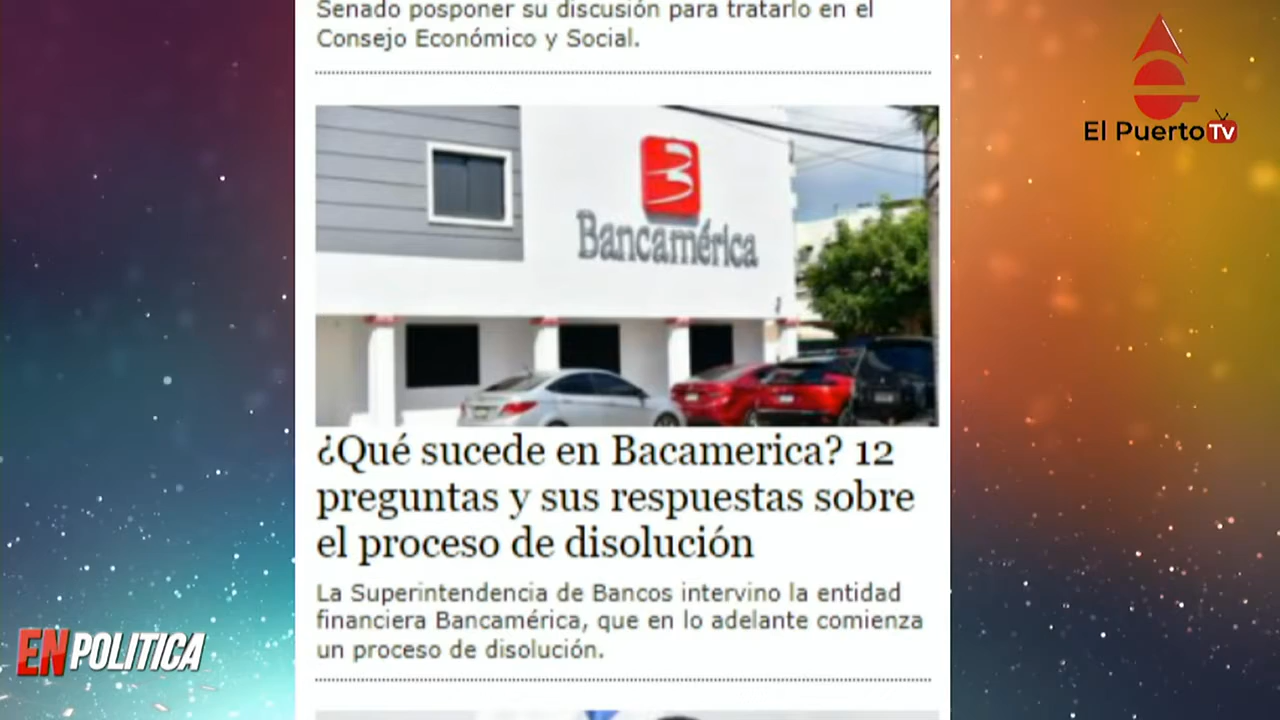 Senado posponer su discusión para tratarlo en el
Consejo Económico y Social.
El Puerto Tv
Bancamérica
¿Qué sucede en Bacamerica? 12
preguntas y sus respuestas sobre
el proceso de disolución
La Superintendencia de Bancos intervino la entidad
financiera Bancamérica, que en lo adelante comienza
un proceso de disolución.
EN POLITICA